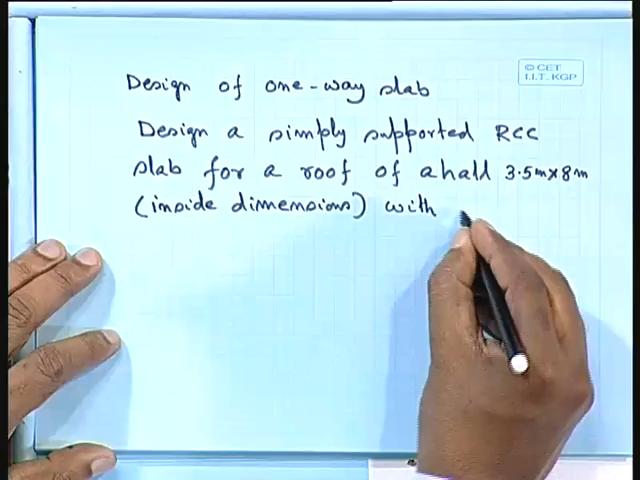 © CET
I.I.T. KGP
Design of one-way slab
Design a simply supported RCC
slab for a roof of a hall 3.5m×8m
(inside dimensions) with